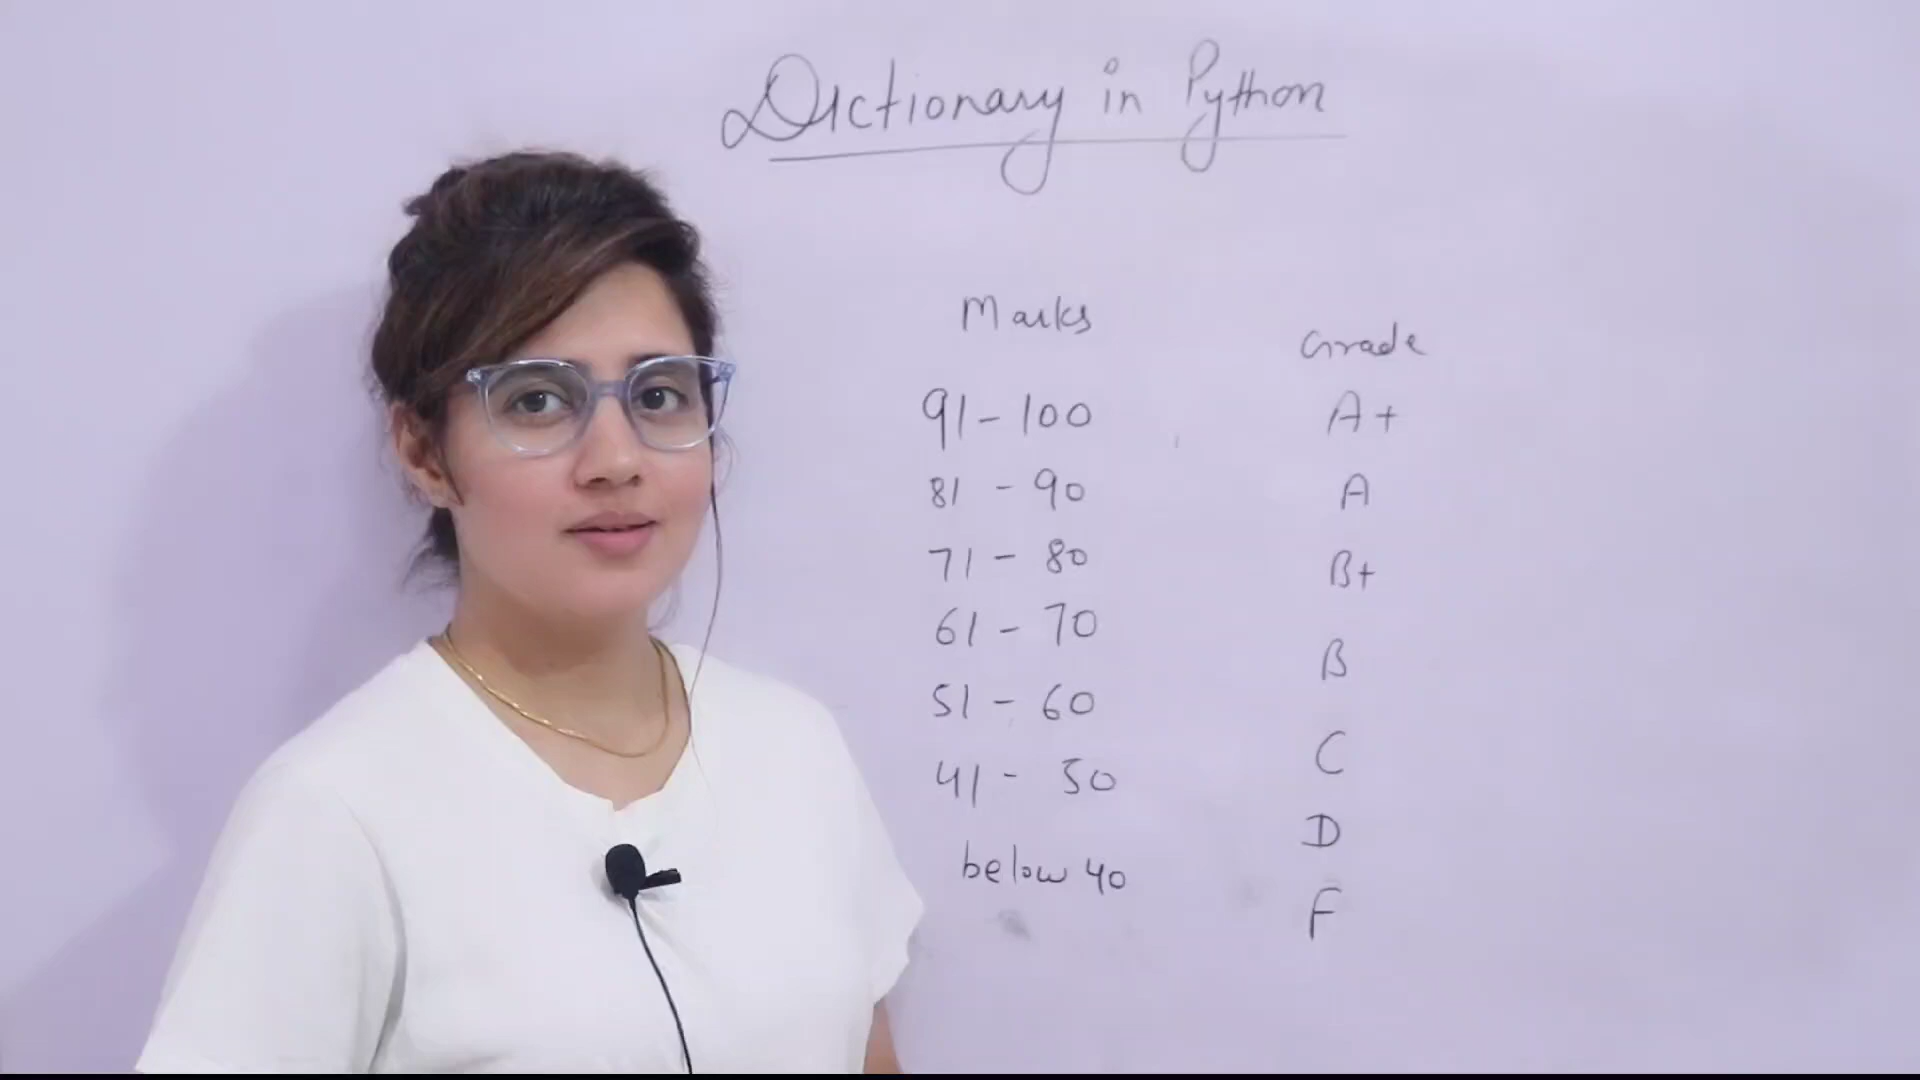 Dictionary in Python
Marks Grade
91 - 100 A+
81 - 90 A
71 - 80 B+
61 - 70 B
51 - 60 C
41 - 50 D
below 40 F